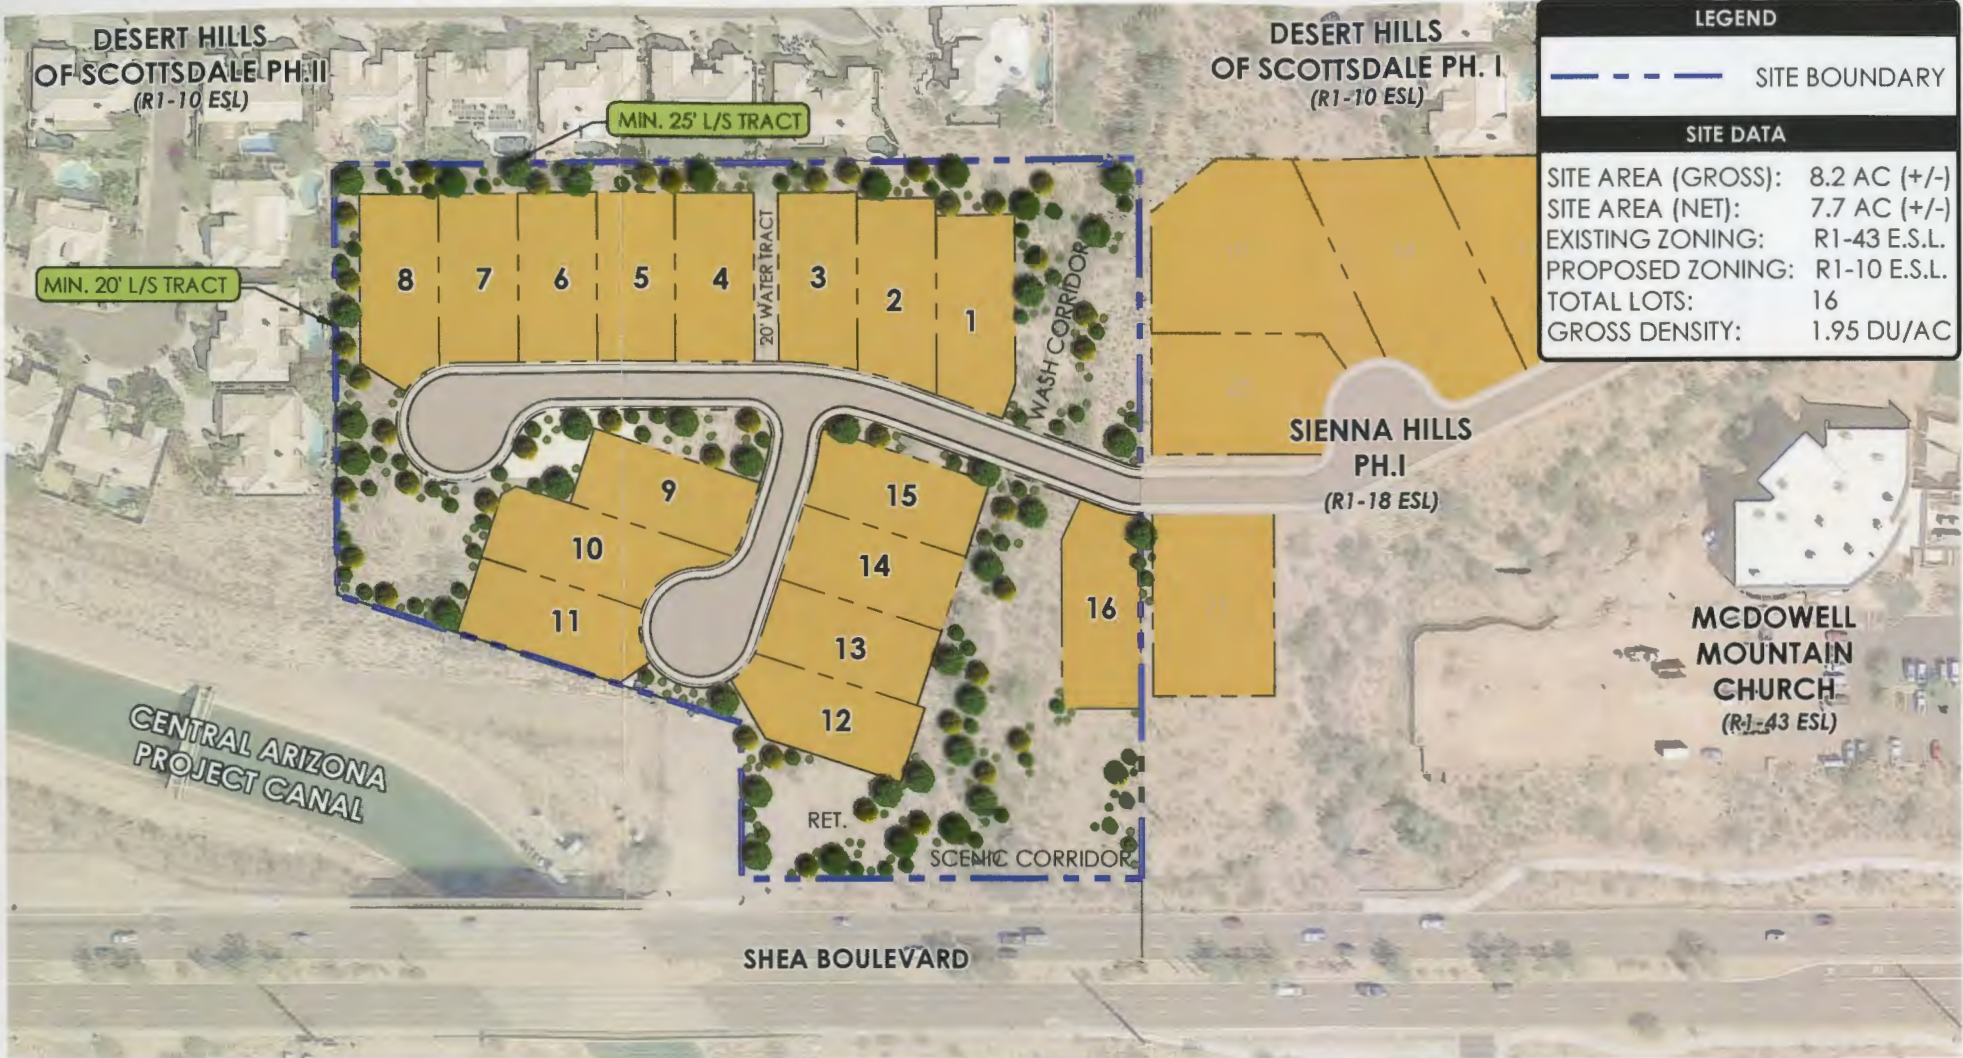 DESERT HILLS
OF SCOTTSDALE PH.II
(R1-10 ESL)
DESERT HILLS
OF SCOTTSDALE PH. I
(R1-10 ESL)
LEGEND
SITE BOUNDARY
SITE DATA
SITE AREA (GROSS): 8.2 AC (+/-)
SITE AREA (NET): 7.7 AC (+/-)
EXISTING ZONING: R1-43 E.S.L.
PROPOSED ZONING: R1-10 E.S.L.
TOTAL LOTS: 16
GROSS DENSITY: 1.95 DU/AC
MIN. 25' L/S TRACT
MIN. 20' L/S TRACT
8
7
6
5
4
20' WATER TRACT
3
2
1
WASH CORRIDOR
SIENNA HILLS
PH.I
(R1-18 ESL)
9
10
11
15
14
13
12
16
MCDOWELL
MOUNTAIN
CHURCH
(R1-43 ESL)
CENTRAL ARIZONA
PROJECT CANAL
RET.
SCENIC CORRIDOR
SHEA BOULEVARD